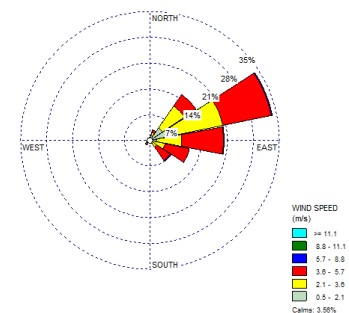 NORTH
35%
28%
21%
14%
7%
WEST
EAST
SOUTH
WIND SPEED
(m/s)
>= 11.1
8.8 - 11.1
5.7 - 8.8
3.6 - 5.7
2.1 - 3.6
0.5 - 2.1
Calms: 3.56%